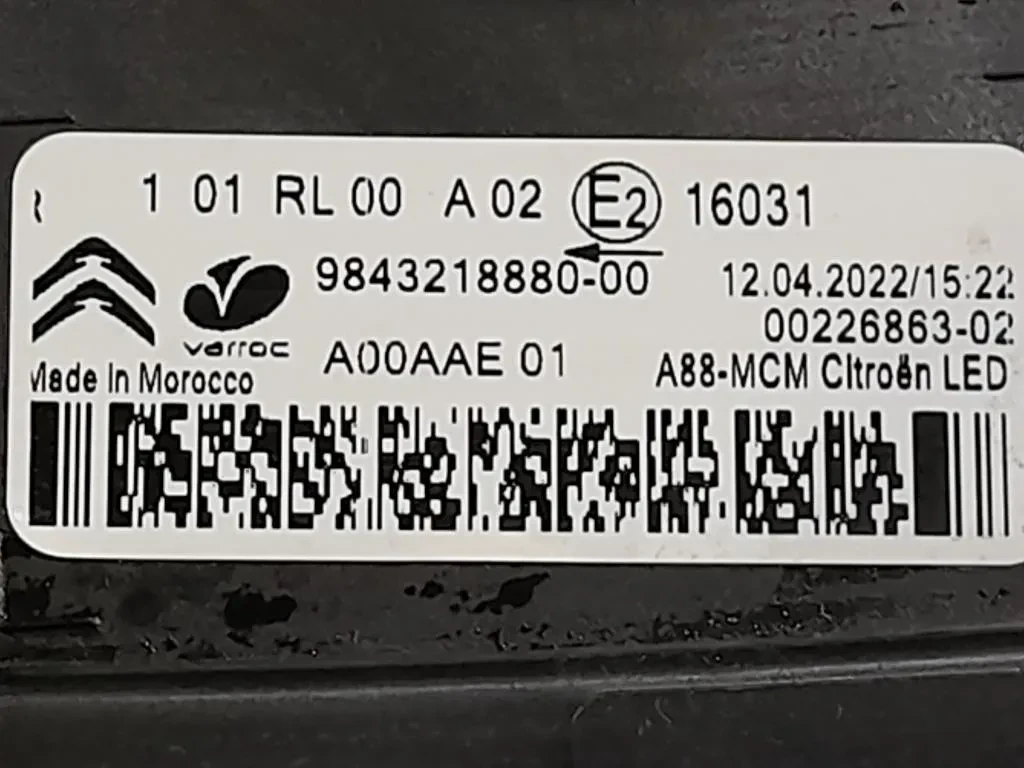 1 01 RL 00 A 02 E2 16031
9843218880-00 12.04.2022/15:22
varroc 00226863-02
A00AAE 01 A88-MCM Citroën LED
Made In Morocco